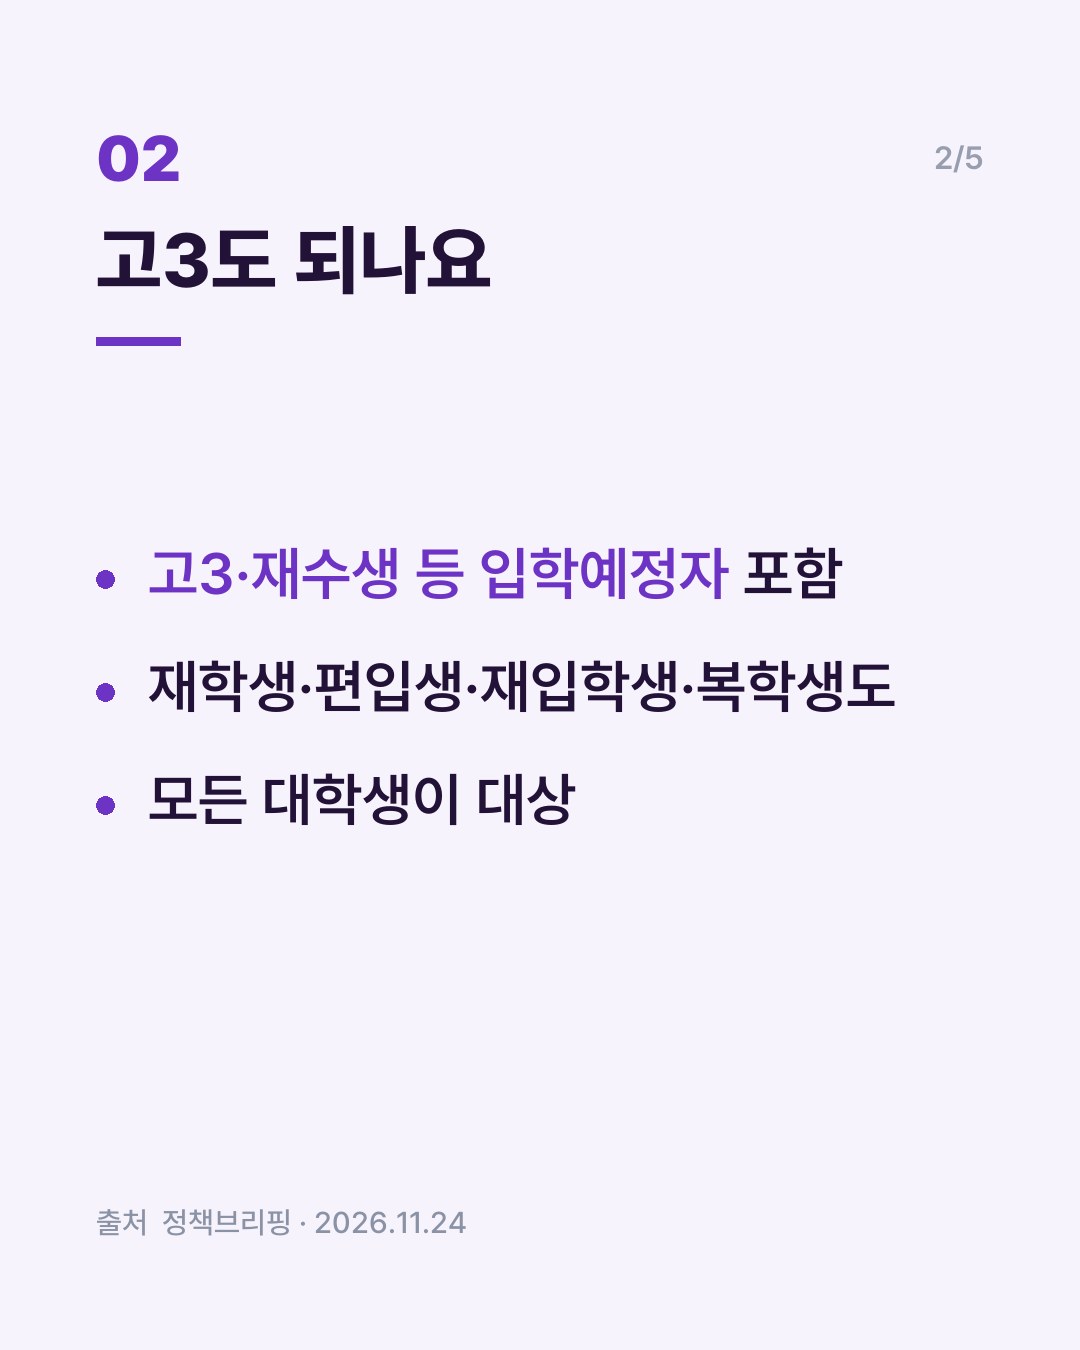 02
2/5
고3도 되나요
• 고3·재수생 등 입학예정자 포함
• 재학생·편입생·재입학생·복학생도
• 모든 대학생이 대상
출처 정책브리핑 · 2026.11.24